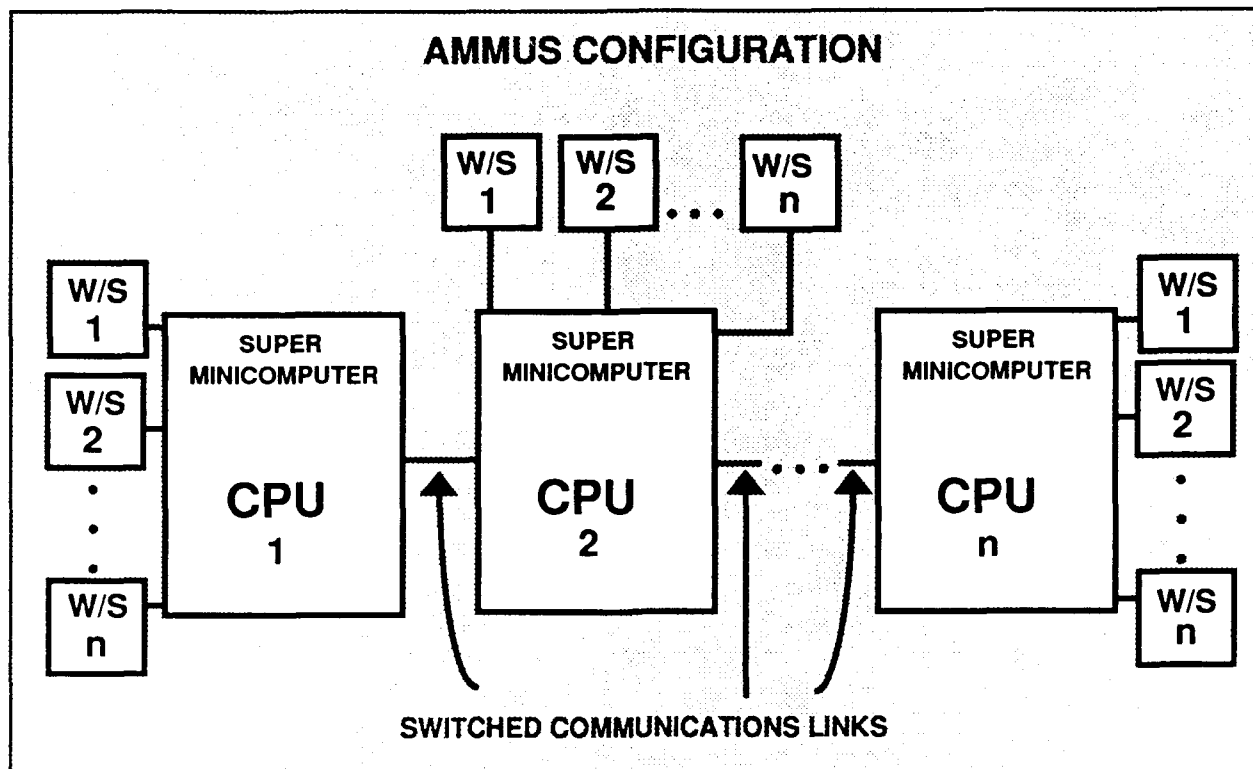 AMMUS CONFIGURATION
W/S
1
W/S
2
W/S
n
W/S
1
W/S
2
W/S
n
SUPER
MINICOMPUTER
CPU
1
SUPER
MINICOMPUTER
CPU
2
SUPER
MINICOMPUTER
CPU
n
W/S
1
W/S
2
W/S
n
SWITCHED COMMUNICATIONS LINKS